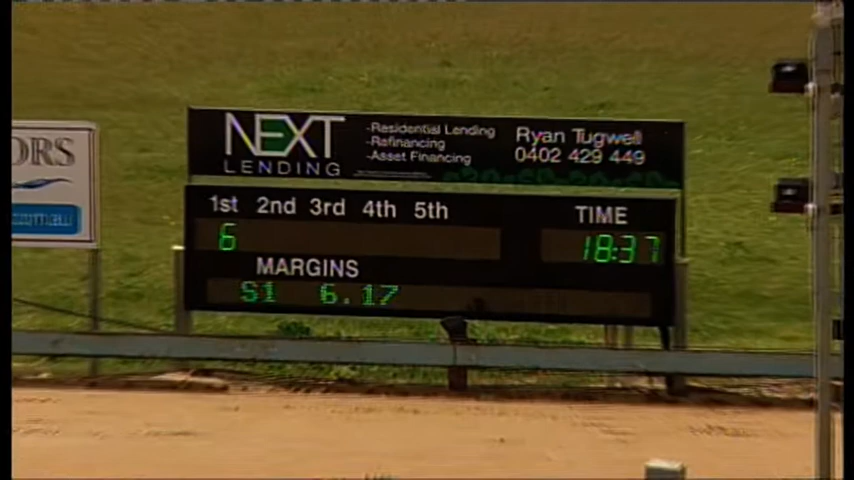 NEXT
LENDING
-Residential Lending
-Refinancing
-Asset Financing
Ryan Tugwell
0402 429 449
ORS
1st 2nd 3rd 4th 5th
TIME
6
18:37
MARGINS
S1 6.17